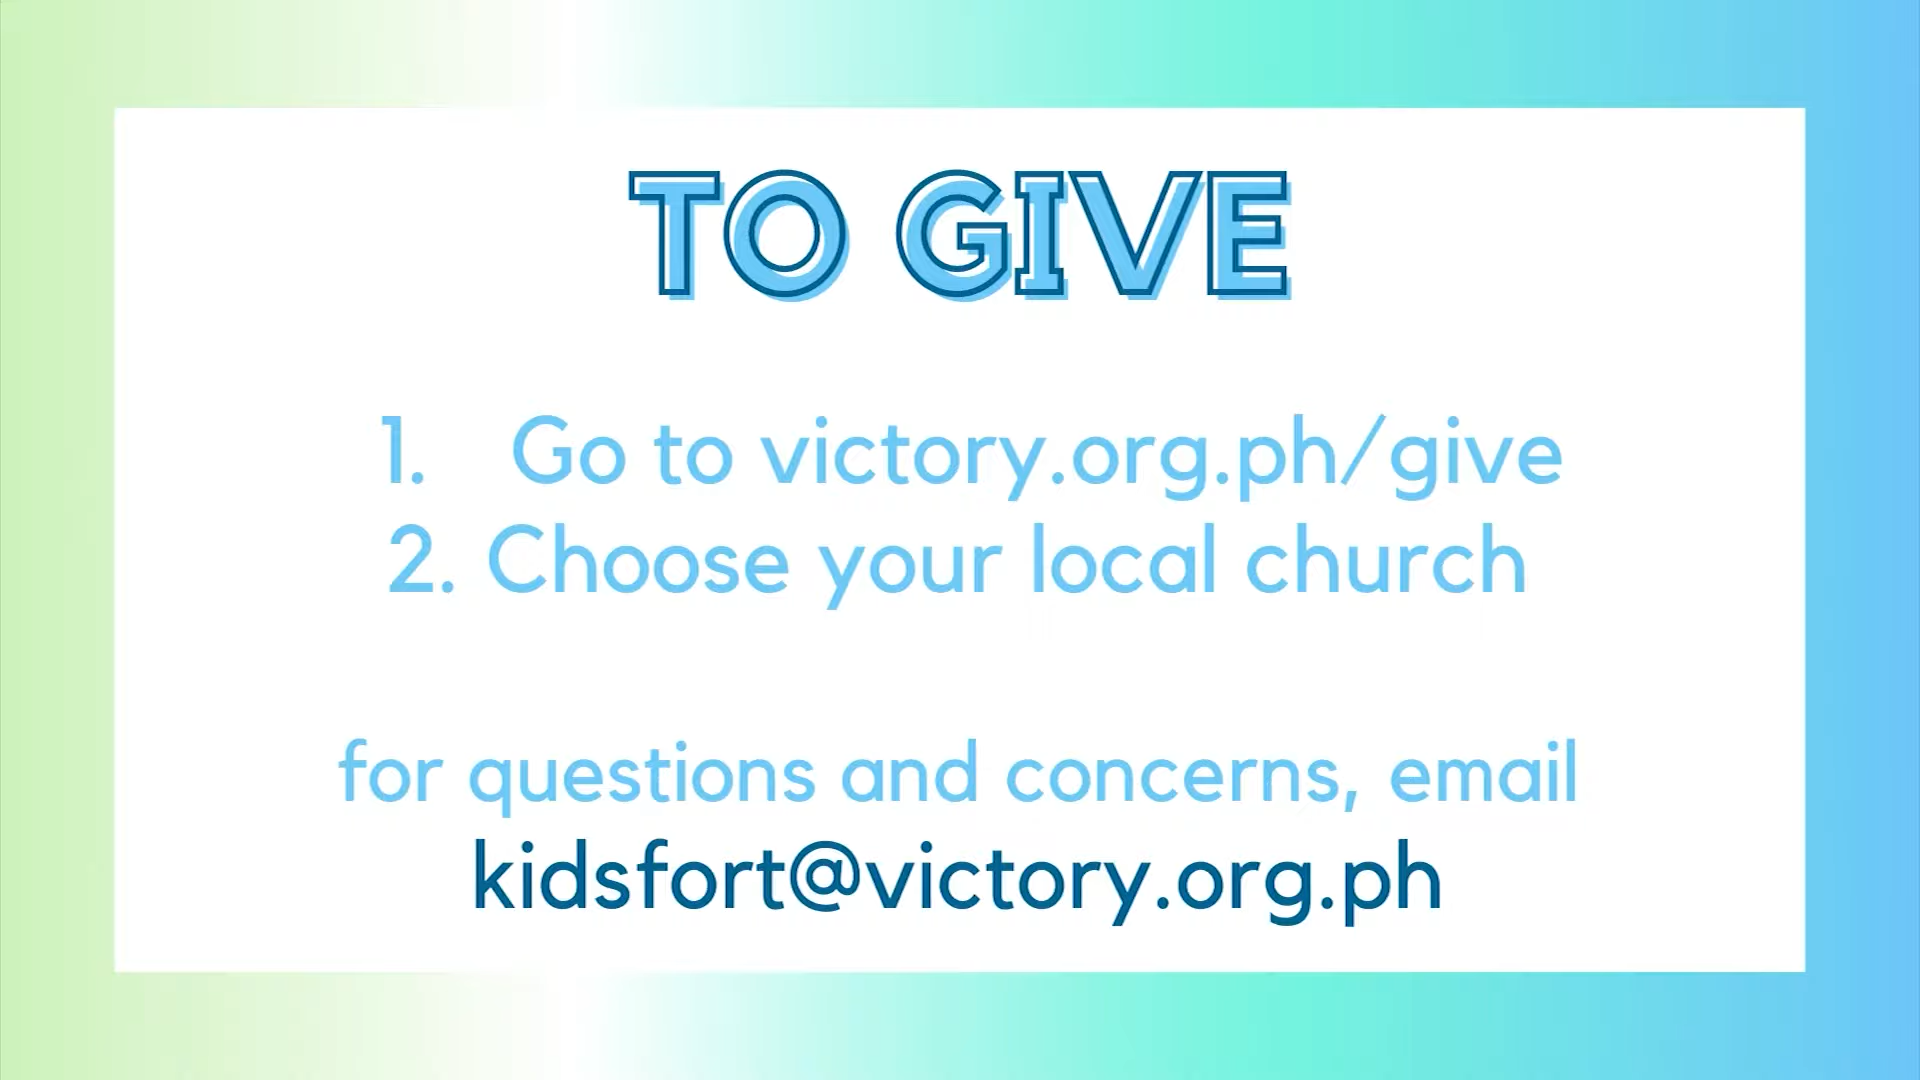 TO GIVE
1. Go to victory.org.ph/give
2. Choose your local church
for questions and concerns, email
kidsfort@victory.org.ph